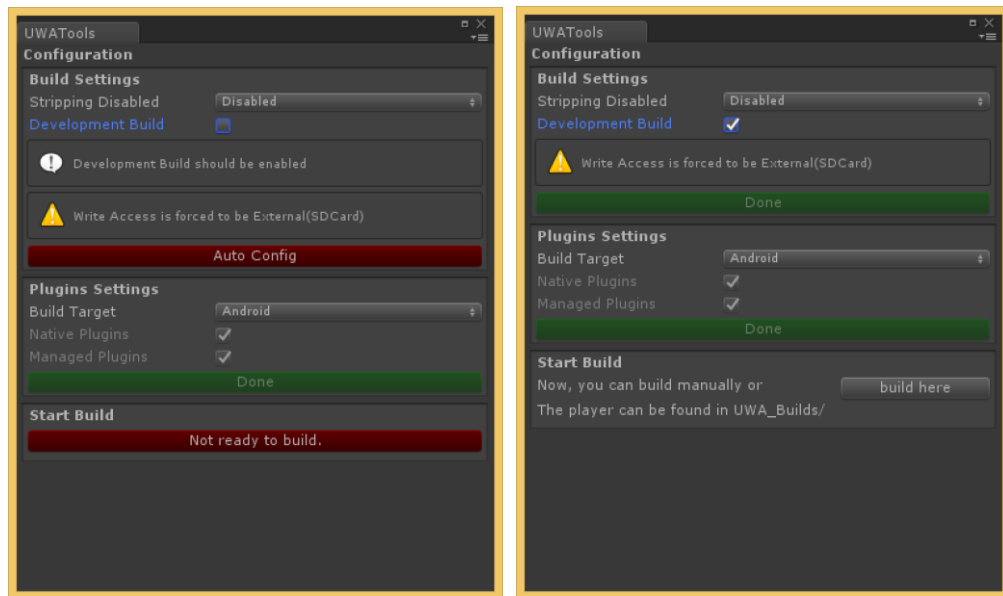 UWATools
Configuration
Build Settings
Stripping Disabled Disabled
Development Build
Development Build should be enabled
Write Access is forced to be External(SDCard)
Auto Config
Plugins Settings
Build Target Android
Native Plugins
Managed Plugins
Done
Start Build
Not ready to build.
UWATools
Configuration
Build Settings
Stripping Disabled Disabled
Development Build
Write Access is forced to be External(SDCard)
Done
Plugins Settings
Build Target Android
Native Plugins
Managed Plugins
Done
Start Build
Now, you can build manually or build here
The player can be found in UWA_Builds/